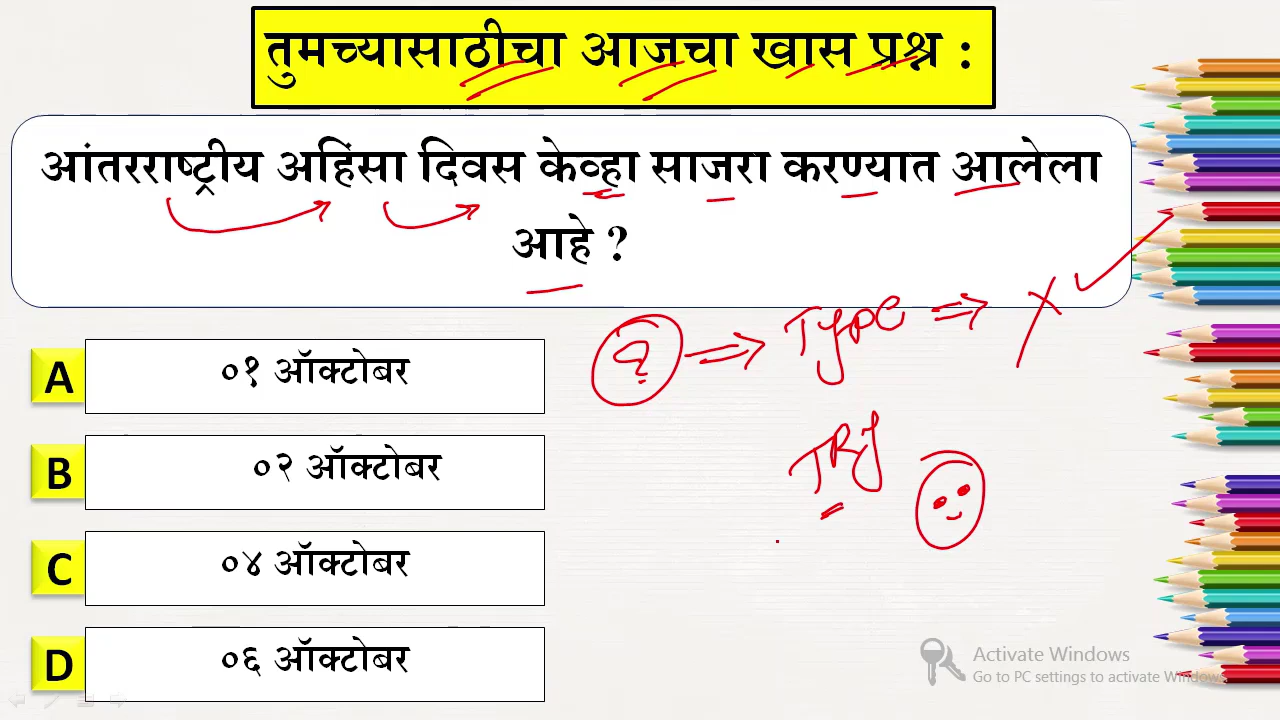 तुमच्यासाठीचा आजचा खास प्रश्न :
आंतरराष्ट्रीय अहिंसा दिवस केव्हा साजरा करण्यात आलेला
आहे ?
? ⇒ TYPE ⇒ X
A ०१ ऑक्टोबर
TRY
B ०२ ऑक्टोबर
C ०४ ऑक्टोबर
D ०६ ऑक्टोबर
Activate Windows
Go to PC settings to activate Windows.